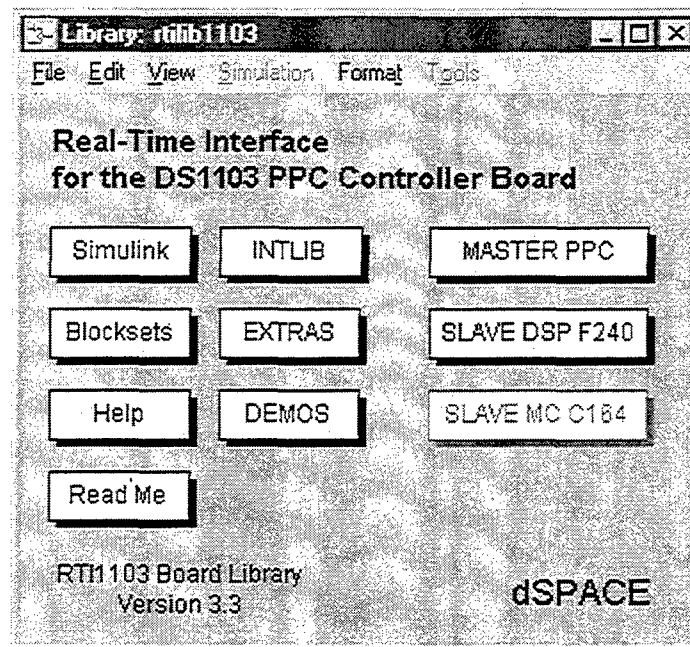 Library: rtilib1103
File Edit View Simulation Format Tools
Real-Time Interface
for the DS1103 PPC Controller Board
Simulink INTLIB MASTER PPC
Blocksets EXTRAS SLAVE DSP F240
Help DEMOS SLAVE MC C164
Read Me
RTI1103 Board Library
Version 3.3
dSPACE